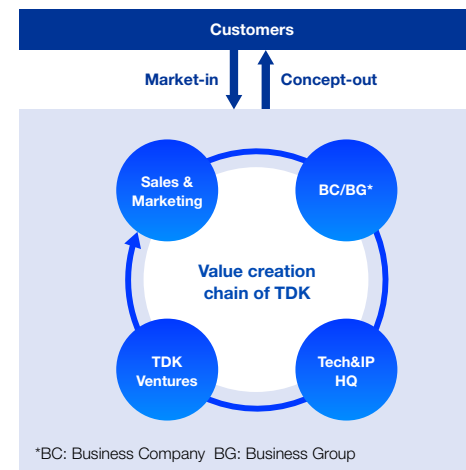 Customers
Market-in
Concept-out
Sales &
Marketing
BC/BG*
Value creation
chain of TDK
TDK
Ventures
Tech&IP
HQ
*BC: Business Company  BG: Business Group